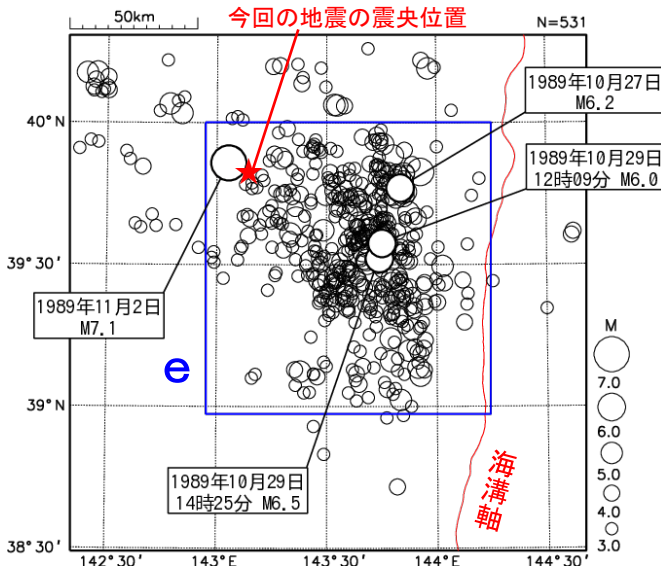 50km
今回の地震の震央位置
N=531
1989年10月27日
M6.2
40°N
1989年10月29日
12時09分 M6.0
39°30′
1989年11月2日
M7.1
e
M
7.0
6.0
5.0
4.0
3.0
39°N
1989年10月29日
14時25分 M6.5
海溝軸
38°30′
142°30′
143°E
143°30′
144°E
144°30′